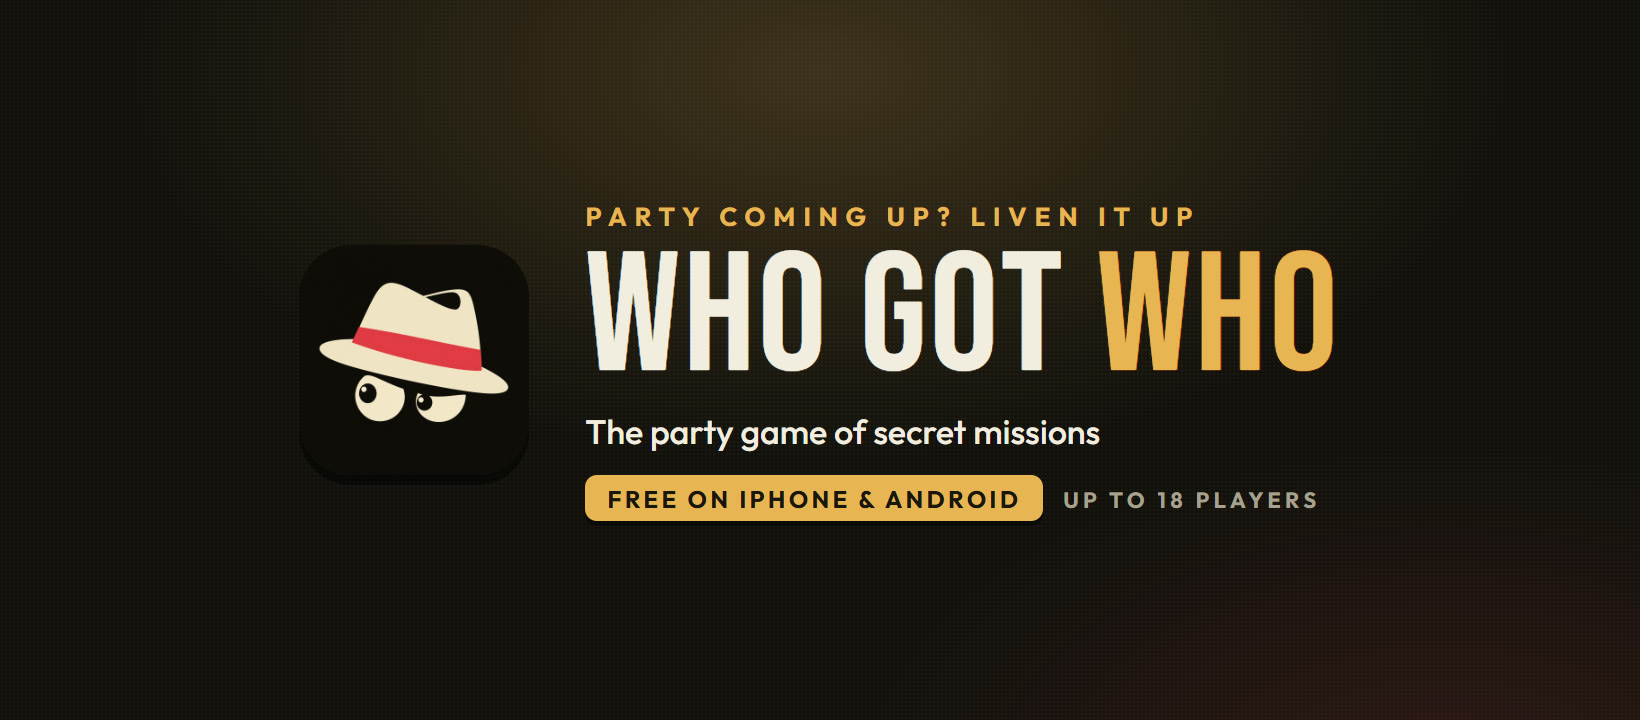 PARTY COMING UP? LIVEN IT UP
WHO GOT WHO
The party game of secret missions
FREE ON IPHONE & ANDROID
UP TO 18 PLAYERS